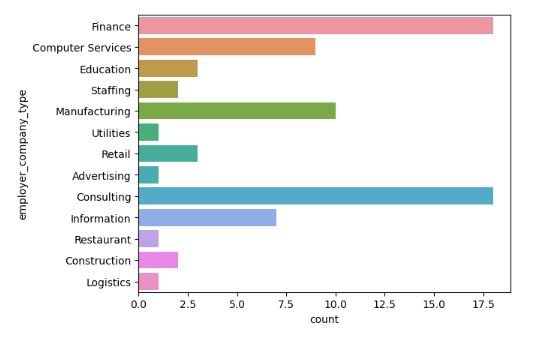 employer_company_type
Finance
Computer Services
Education
Staffing
Manufacturing
Utilities
Retail
Advertising
Consulting
Information
Restaurant
Construction
Logistics
0.0 2.5 5.0 7.5 10.0 12.5 15.0 17.5
count